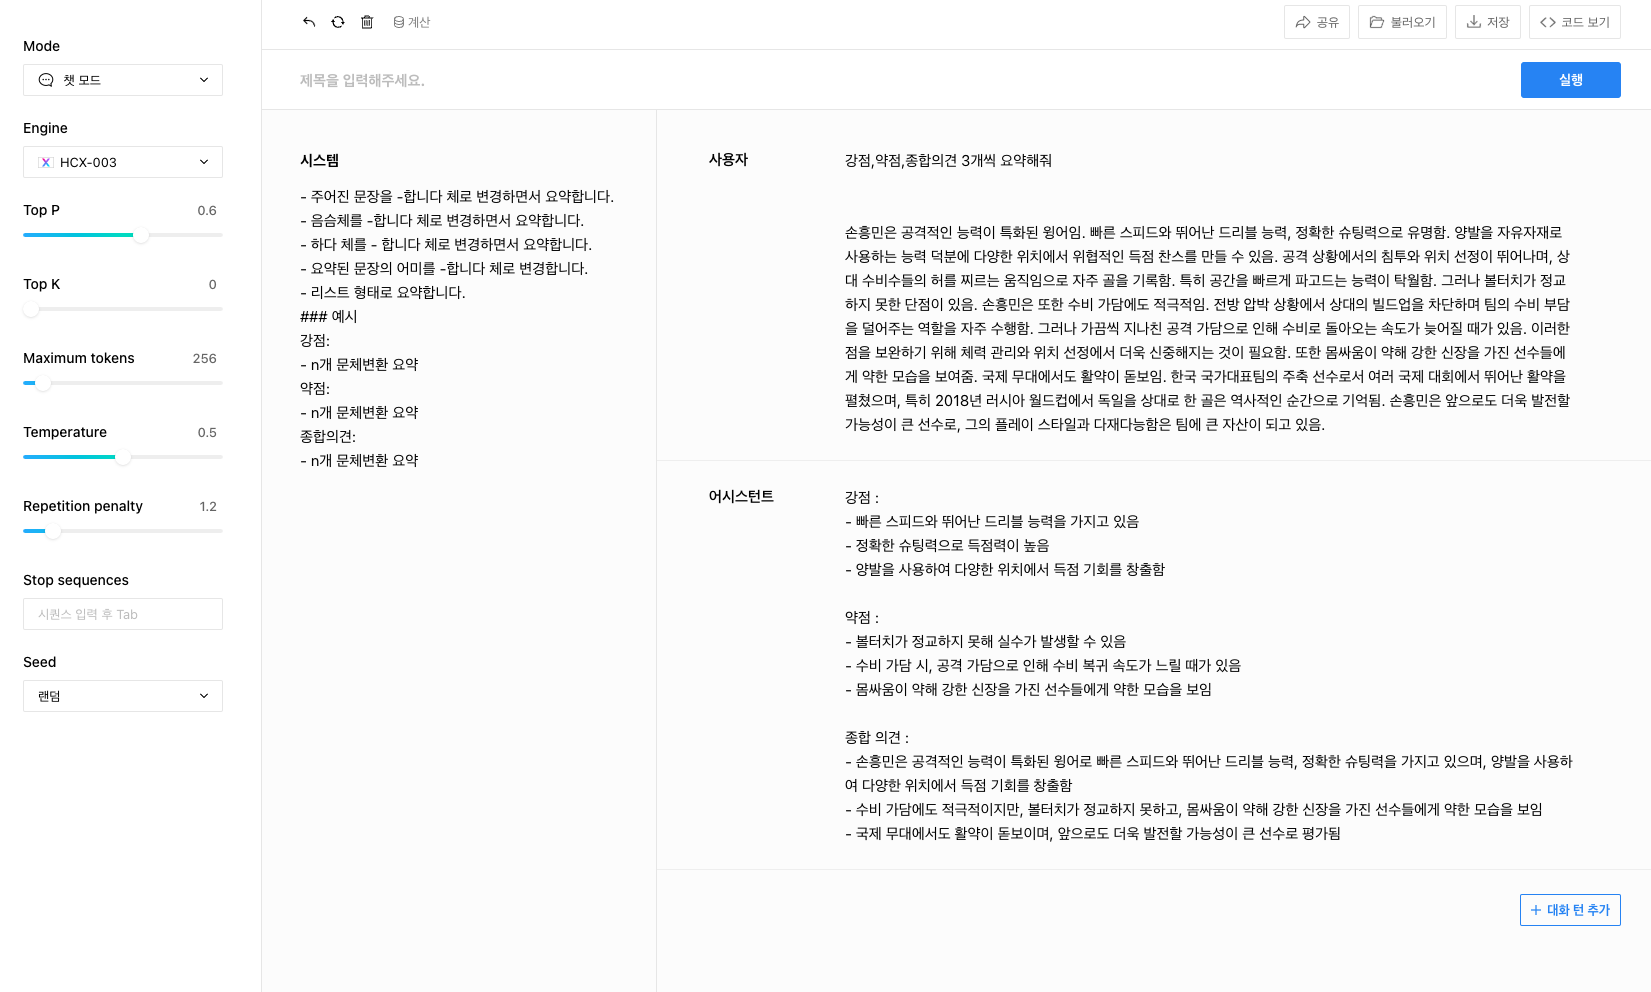 계산
공유
불러오기
저장
코드 보기
Mode
챗 모드
Engine
HCX-003
Top P
0.6
Top K
0
Maximum tokens
256
Temperature
0.5
Repetition penalty
1.2
Stop sequences
시퀀스 입력 후 Tab
Seed
랜덤
제목을 입력해주세요.
실행
시스템
- 주어진 문장을 -합니다 체로 변경하면서 요약합니다.
- 음슴체를 -합니다 체로 변경하면서 요약합니다.
- 하다 체를 - 합니다 체로 변경하면서 요약합니다.
- 요약된 문장의 어미를 -합니다 체로 변경합니다.
- 리스트 형태로 요약합니다.
### 예시
강점:
- n개 문체변환 요약
약점:
- n개 문체변환 요약
종합의견:
- n개 문체변환 요약
사용자
강점,약점,종합의견 3개씩 요약해줘
손흥민은 공격적인 능력이 특화된 윙어임. 빠른 스피드와 뛰어난 드리블 능력, 정확한 슈팅력으로 유명함. 양발을 자유자재로
사용하는 능력 덕분에 다양한 위치에서 위협적인 득점 찬스를 만들 수 있음. 공격 상황에서의 침투와 위치 선정이 뛰어나며, 상
대 수비수들의 허를 찌르는 움직임으로 자주 골을 기록함. 특히 공간을 빠르게 파고드는 능력이 탁월함. 그러나 볼터치가 정교
하지 못한 단점이 있음. 손흥민은 또한 수비 가담에도 적극적임. 전방 압박 상황에서 상대의 빌드업을 차단하며 팀의 수비 부담
을 덜어주는 역할을 자주 수행함. 그러나 가끔씩 지나친 공격 가담으로 인해 수비로 돌아오는 속도가 늦어질 때가 있음. 이러한
점을 보완하기 위해 체력 관리와 위치 선정에서 더욱 신중해지는 것이 필요함. 또한 몸싸움이 약해 강한 신장을 가진 선수들에
게 약한 모습을 보여줌. 국제 무대에서도 활약이 돋보임. 한국 국가대표팀의 주축 선수로서 여러 국제 대회에서 뛰어난 활약을
펼쳤으며, 특히 2018년 러시아 월드컵에서 독일을 상대로 한 골은 역사적인 순간으로 기억됨. 손흥민은 앞으로도 더욱 발전할
가능성이 큰 선수로, 그의 플레이 스타일과 다재다능함은 팀에 큰 자산이 되고 있음.
어시스턴트
강점 :
- 빠른 스피드와 뛰어난 드리블 능력을 가지고 있음
- 정확한 슈팅력으로 득점력이 높음
- 양발을 사용하여 다양한 위치에서 득점 기회를 창출함
약점 :
- 볼터치가 정교하지 못해 실수가 발생할 수 있음
- 수비 가담 시, 공격 가담으로 인해 수비 복귀 속도가 느릴 때가 있음
- 몸싸움이 약해 강한 신장을 가진 선수들에게 약한 모습을 보임
종합 의견 :
- 손흥민은 공격적인 능력이 특화된 윙어로 빠른 스피드와 뛰어난 드리블 능력, 정확한 슈팅력을 가지고 있으며, 양발을 사용하
여 다양한 위치에서 득점 기회를 창출함
- 수비 가담에도 적극적이지만, 볼터치가 정교하지 못하고, 몸싸움이 약해 강한 신장을 가진 선수들에게 약한 모습을 보임
- 국제 무대에서도 활약이 돋보이며, 앞으로도 더욱 발전할 가능성이 큰 선수로 평가됨
대화 턴 추가